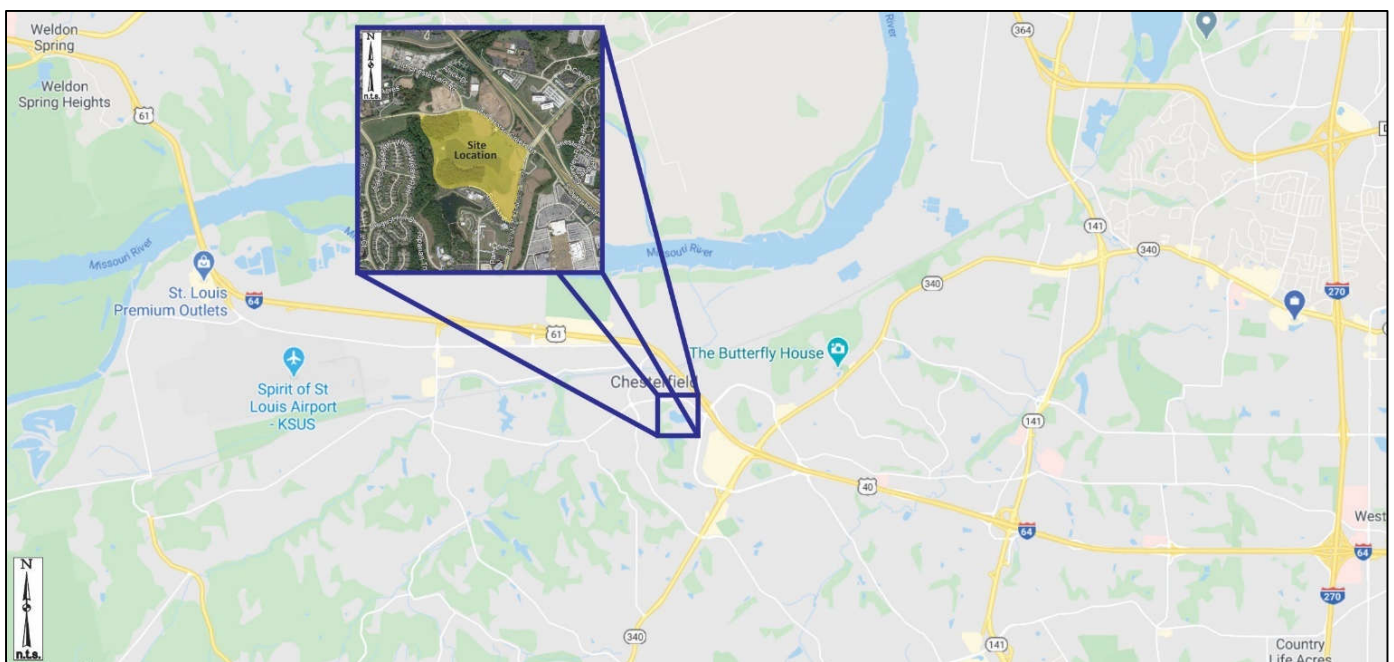 Weldon
Spring
Weldon
Spring Heights
61
N
n.t.s.
Site
Location
River
364
141
340
270
Missouri River
Missouri River
St. Louis
Premium Outlets
64
61
340
The Butterfly House
Spirit of St
Louis Airport
- KSUS
Chesterfield
141
40
64
West
64
270
N
n.t.s.
340
141
Country
Life Acres